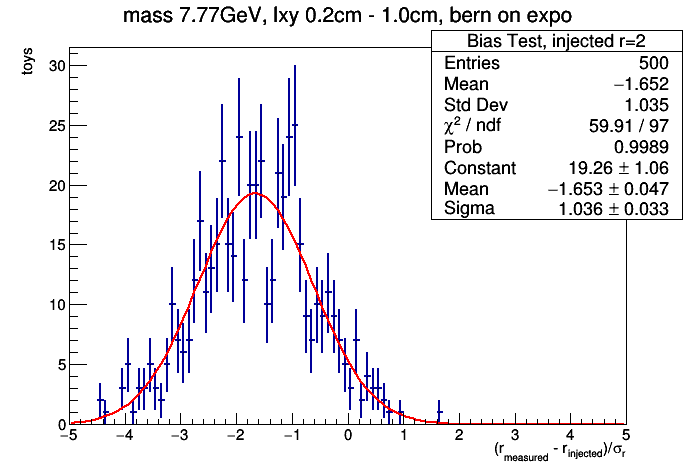 mass 7.77GeV, lxy 0.2cm - 1.0cm, bern on expo
Bias Test, injected r=2
Entries 500
Mean −1.652
Std Dev 1.035
χ² / ndf 59.91 / 97
Prob 0.9989
Constant 19.26 ± 1.06
Mean −1.653 ± 0.047
Sigma 1.036 ± 0.033
toys
30
25
20
15
10
5
0
−5 −4 −3 −2 −1 0 1 2 3 4 5
(r_measured - r_injected)/σ_r